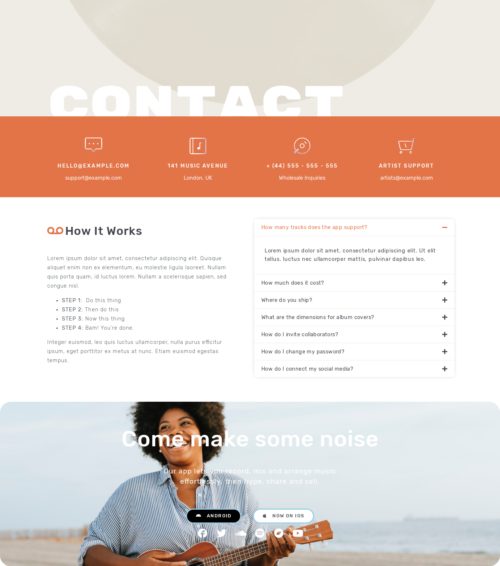 CONTACT
HELLO@EXAMPLE.COM
support@example.com
141 MUSIC AVENUE
London, UK
+ (44) 555 - 555 - 555
Wholesale Inquiries
ARTIST SUPPORT
artists@example.com
How It Works
Lorem ipsum dolor sit amet, consectetur adipiscing elit. Quisque
aliquet enim non ex elementum, eu molestie ligula laoreet. Nullam
quis porta quam, id luctus lorem. Nullam a scelerisque sapien, sed
congue nisl.
STEP 1: Do this thing
STEP 2: Then do this
STEP 3: Now this thing
STEP 4: Bam! You're done.
Integer euismod, leo quis luctus ullamcorper, nulla purus efficitur
ipsum, eget porttitor ex metus at nunc. Etiam euismod egestas
tempus.
How many tracks does the app support?
Lorem ipsum dolor sit amet, consectetur adipiscing elit. Ut elit
tellus, luctus nec ullamcorper mattis, pulvinar dapibus leo.
How much does it cost?
Where do you ship?
What are the dimensions for album covers?
How do I invite collaborators?
How do I change my password?
How do I connect my social media?
Come make some noise
Our app lets you record, mix and arrange music
effortlessly, then hype, share and sell.
ANDROID
NOW ON IOS